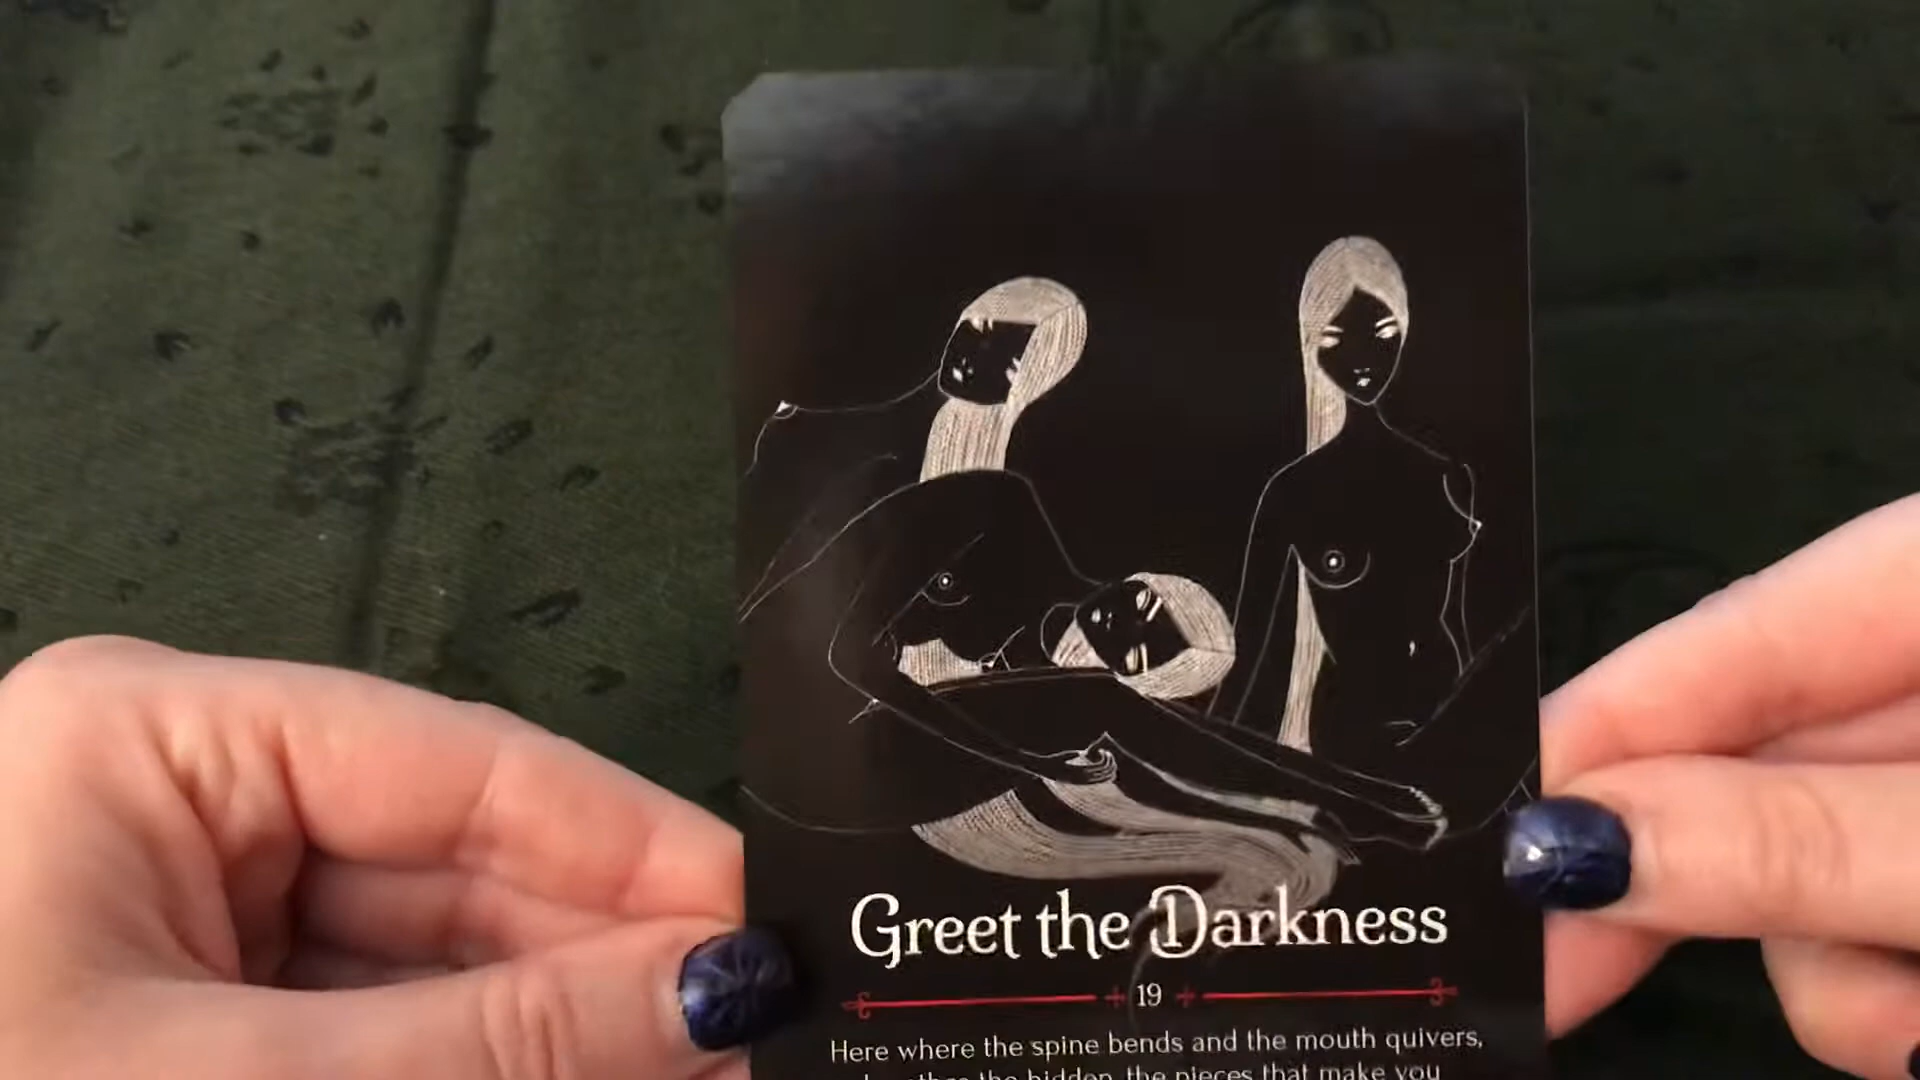 Greet the Darkness
19
Here where the spine bends and the mouth quivers,
the hidden, the pieces that make you